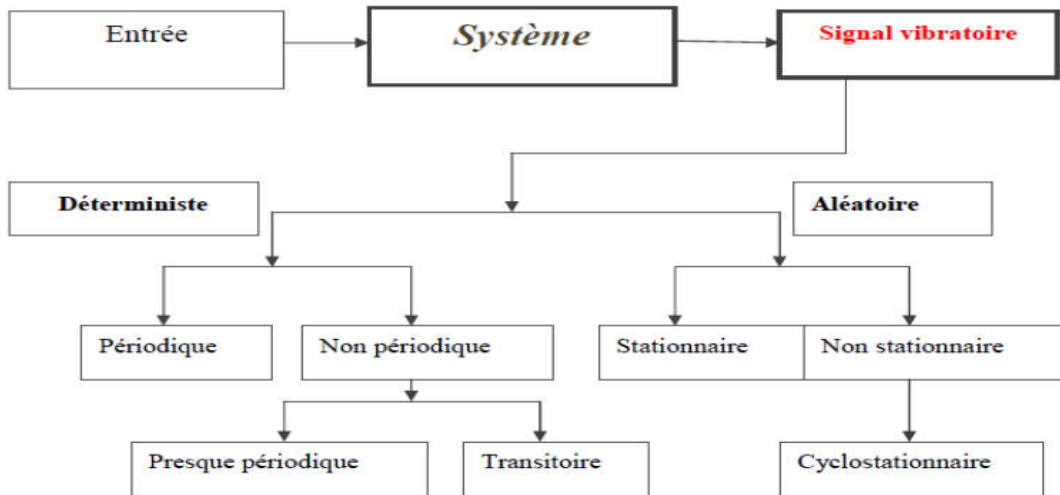 Entrée
Système
Signal vibratoire
Déterministe
Aléatoire
Périodique
Non périodique
Stationnaire
Non stationnaire
Presque périodique
Transitoire
Cyclostationnaire